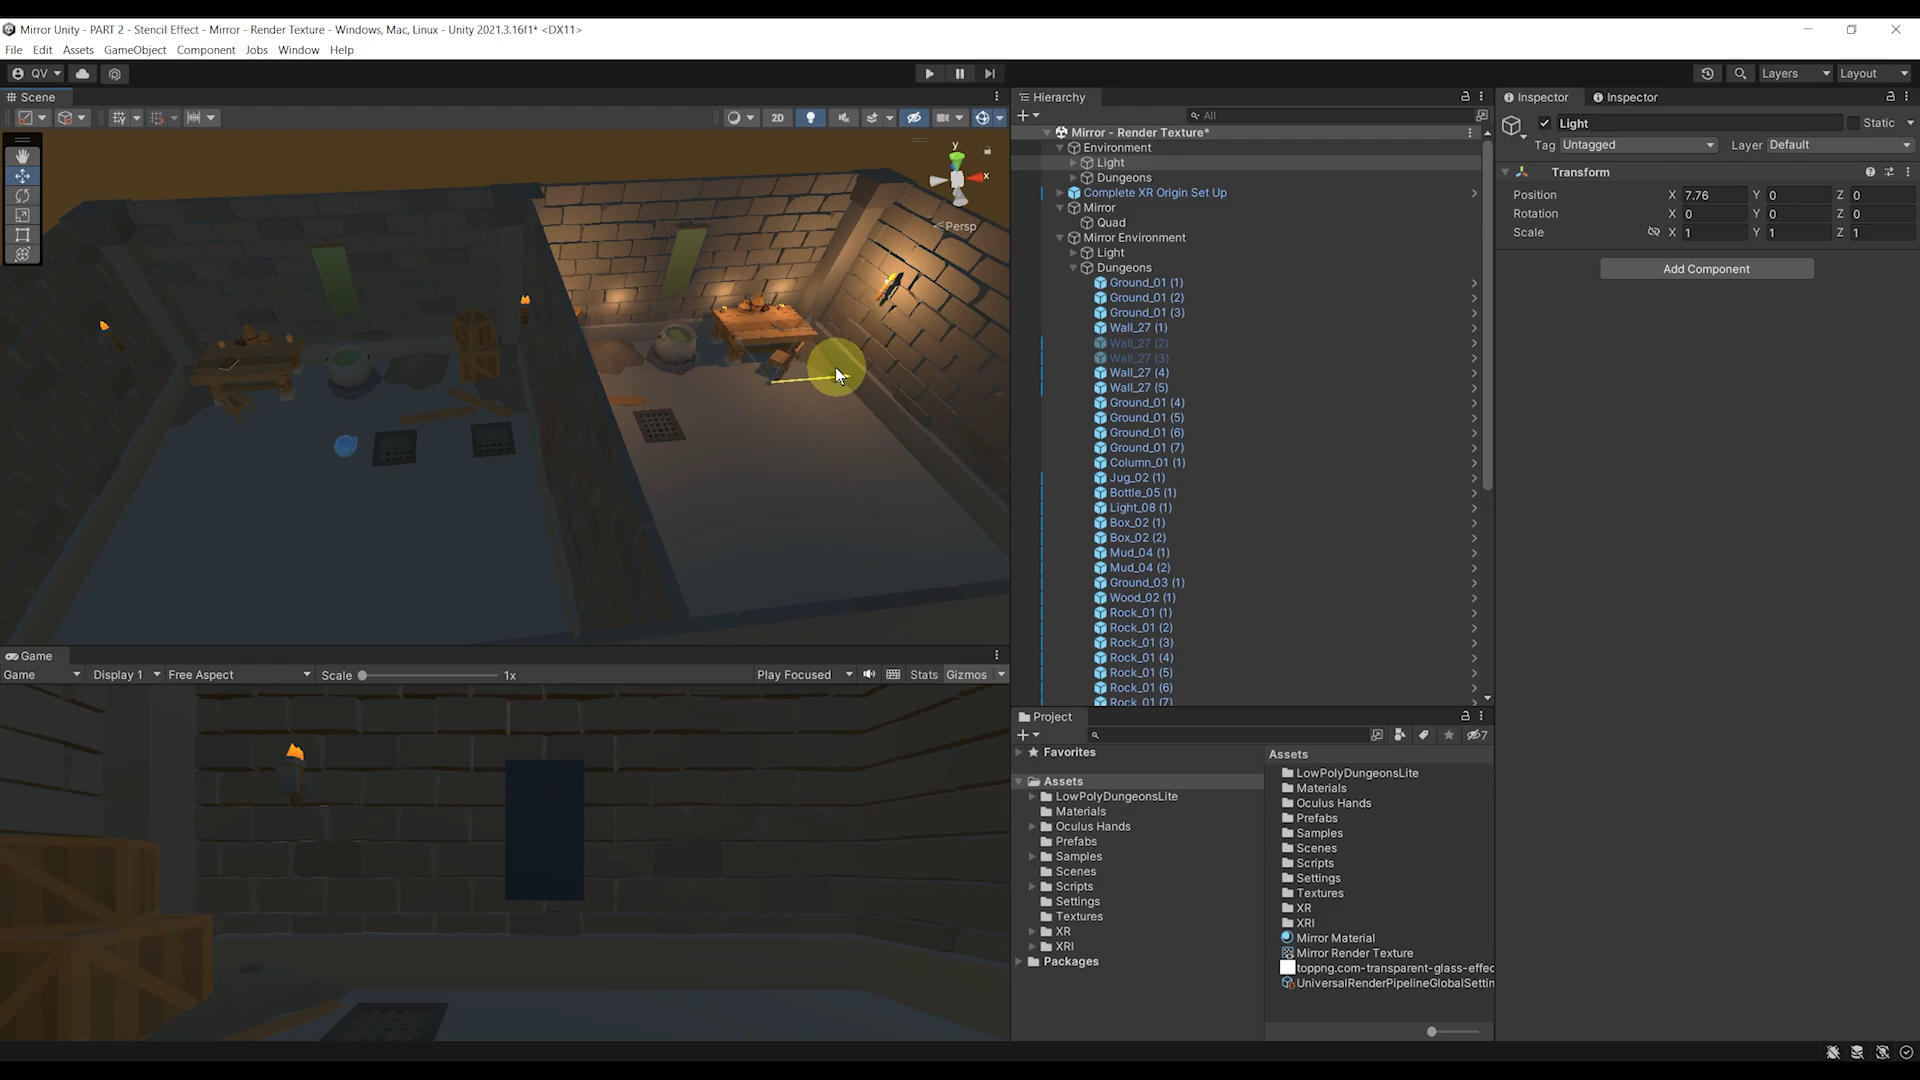 Mirror Unity - PART 2 - Stencil Effect - Mirror - Render Texture - Windows, Mac, Linux - Unity 2021.3.16f1* <DX11>
File Edit Assets GameObject Component Jobs Window Help
QV Layers Layout
Scene
2D
y
x
Persp
Game
Game Display 1 Free Aspect Scale 1x Play Focused Stats Gizmos
Hierarchy
All
Mirror - Render Texture*
Environment
Light
Dungeons
Complete XR Origin Set Up
Mirror
Quad
Mirror Environment
Light
Dungeons
Ground_01 (1)
Ground_01 (2)
Ground_01 (3)
Wall_27 (1)
Wall_27 (2)
Wall_27 (3)
Wall_27 (4)
Wall_27 (5)
Ground_01 (4)
Ground_01 (5)
Ground_01 (6)
Ground_01 (7)
Column_01 (1)
Jug_02 (1)
Bottle_05 (1)
Light_08 (1)
Box_02 (1)
Box_02 (2)
Mud_04 (1)
Mud_04 (2)
Ground_03 (1)
Wood_02 (1)
Rock_01 (1)
Rock_01 (2)
Rock_01 (3)
Rock_01 (4)
Rock_01 (5)
Rock_01 (6)
Rock_01 (7)
Project
7
Favorites
Assets
LowPolyDungeonsLite
Materials
Oculus Hands
Prefabs
Samples
Scenes
Scripts
Settings
Textures
XR
XRI
Packages
Assets
LowPolyDungeonsLite
Materials
Oculus Hands
Prefabs
Samples
Scenes
Scripts
Settings
Textures
XR
XRI
Mirror Material
Mirror Render Texture
toppng.com-transparent-glass-effec
UniversalRenderPipelineGlobalSettin
Inspector Inspector
Light Static
Tag Untagged Layer Default
Transform
Position X 7.76 Y 0 Z 0
Rotation X 0 Y 0 Z 0
Scale X 1 Y 1 Z 1
Add Component